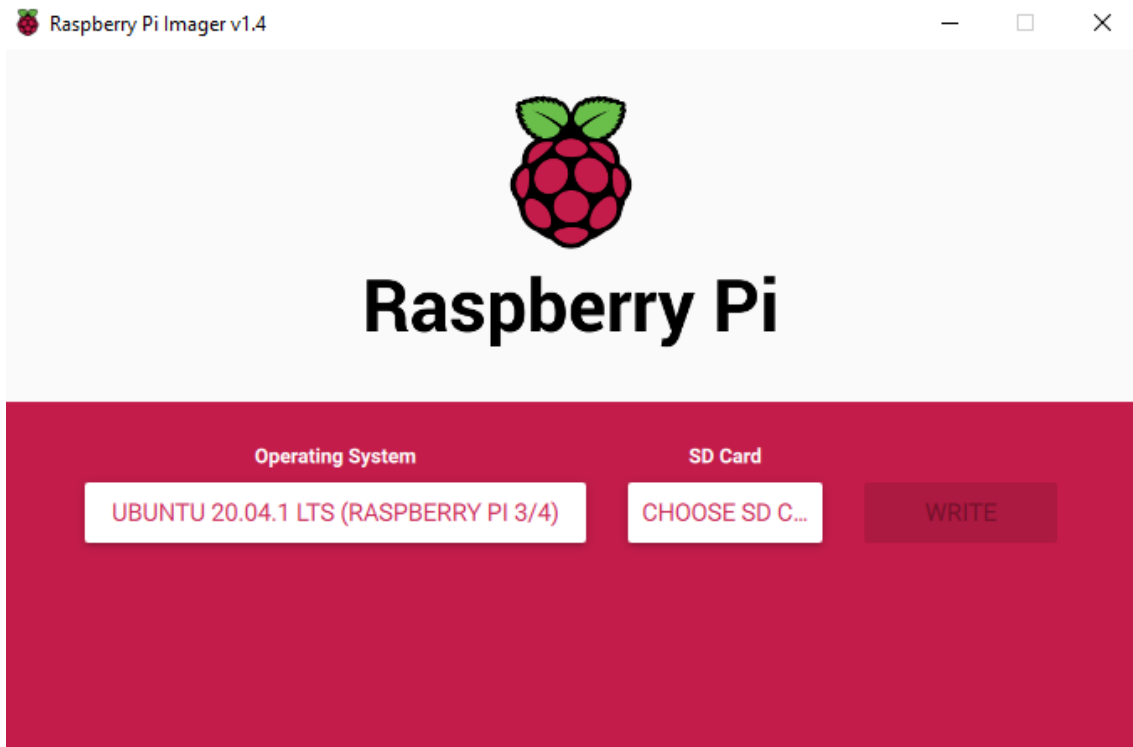 Raspberry Pi Imager v1.4
Raspberry Pi
Operating System
SD Card
UBUNTU 20.04.1 LTS (RASPBERRY PI 3/4)
CHOOSE SD C...
WRITE